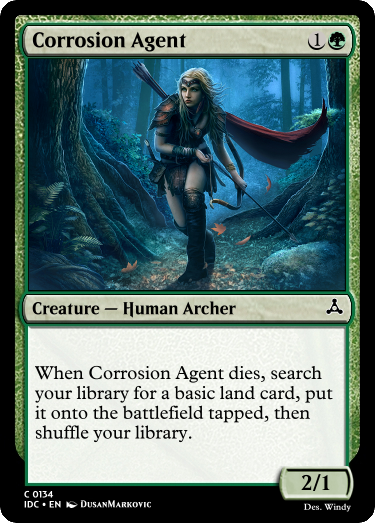 Corrosion Agent 1
Creature — Human Archer
When Corrosion Agent dies, search
your library for a basic land card, put
it onto the battlefield tapped, then
shuffle your library.
2/1
C 0134
IDC • EN DusanMarkovic
Des. Windy